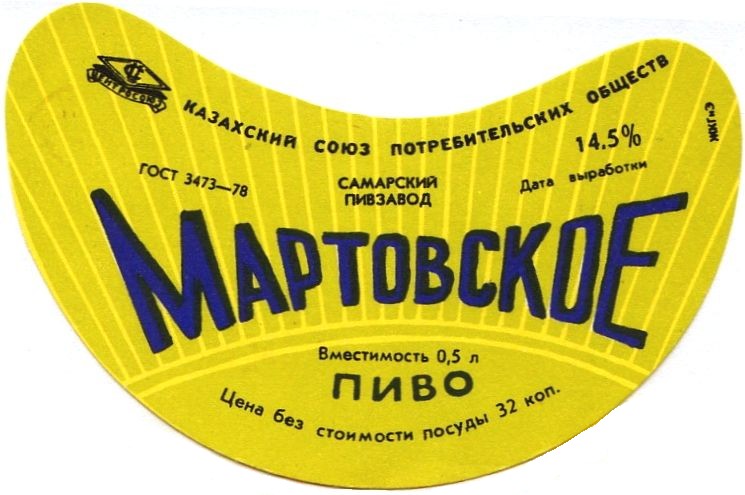 ЦЕНТРОСОЮЗ
КАЗАХСКИЙ СОЮЗ ПОТРЕБИТЕЛЬСКИХ ОБЩЕСТВ
ГОСТ 3473—78
САМАРСКИЙ
ПИВЗАВОД
14.5%
Дата выработки
МАРТОВСКОЕ
Вместимость 0,5 л
ПИВО
Цена без стоимости посуды 32 коп.